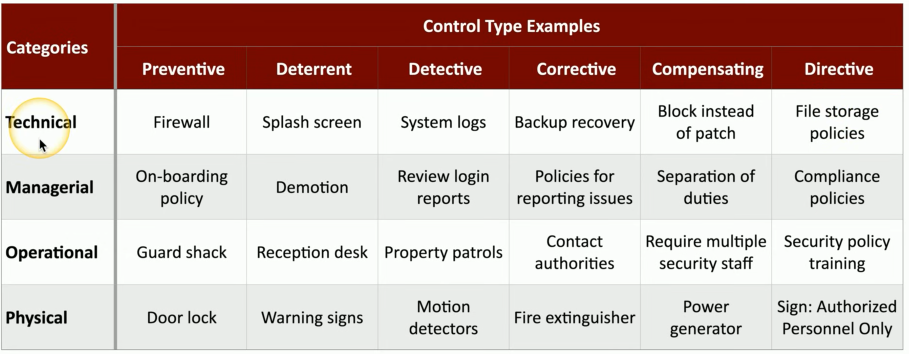 Categories
Control Type Examples
Preventive Deterrent Detective Corrective Compensating Directive
Technical Firewall Splash screen System logs Backup recovery Block instead of patch File storage policies
Managerial On-boarding policy Demotion Review login reports Policies for reporting issues Separation of duties Compliance policies
Operational Guard shack Reception desk Property patrols Contact authorities Require multiple security staff Security policy training
Physical Door lock Warning signs Motion detectors Fire extinguisher Power generator Sign: Authorized Personnel Only